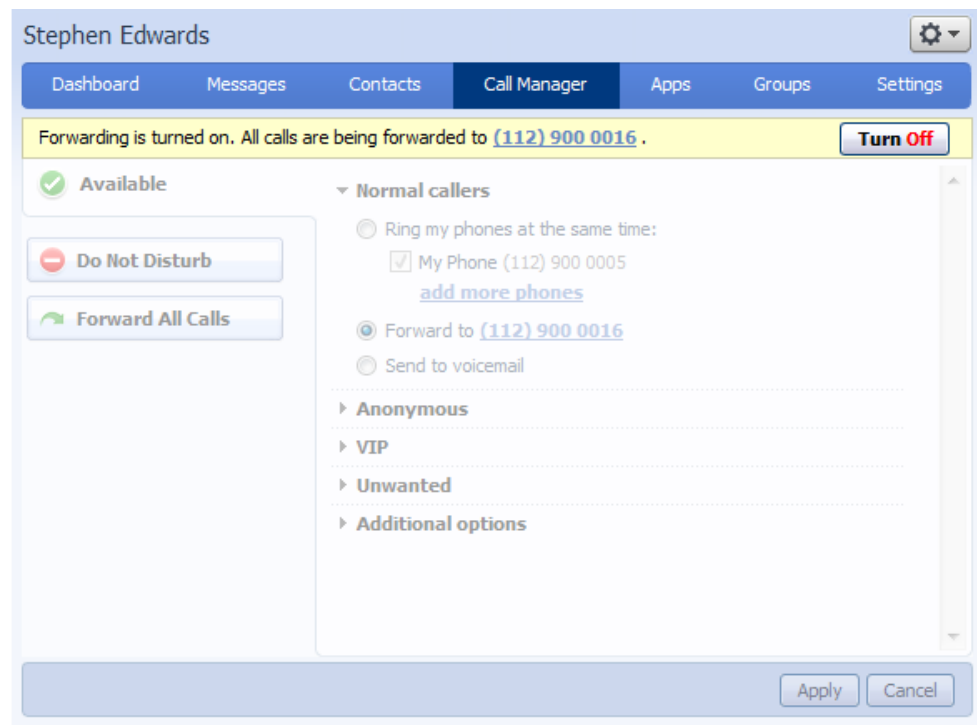 Stephen Edwards
Dashboard Messages Contacts Call Manager Apps Groups Settings
Forwarding is turned on. All calls are being forwarded to (112) 900 0016 . Turn Off
Available
Do Not Disturb
Forward All Calls
Normal callers
Ring my phones at the same time:
My Phone (112) 900 0005
add more phones
Forward to (112) 900 0016
Send to voicemail
Anonymous
VIP
Unwanted
Additional options
Apply Cancel